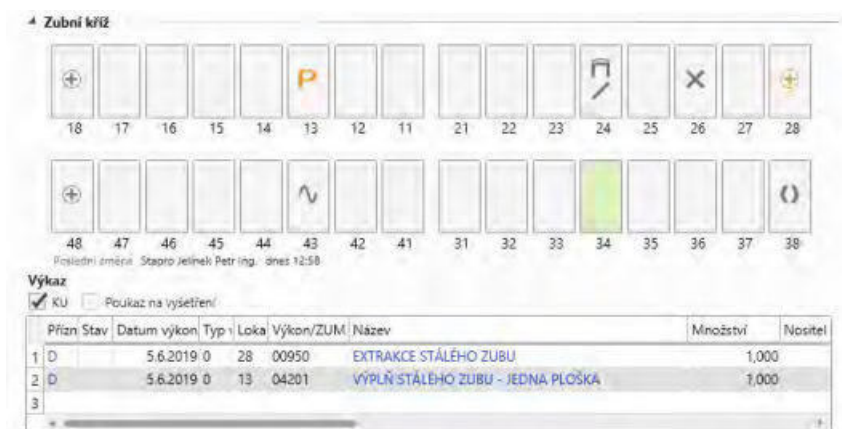 Zubní kříž
P
18 17 16 15 14 13 12 11 21 22 23 24 25 26 27 28
48 47 46 45 44 43 42 41 31 32 33 34 35 36 37 38
Poslední změna Stapro Jelínek Petr Ing. dnes 12:58
Výkaz
KU Poukaz na vyšetření
Přízn Stav Datum výkon Typ v Loka Výkon/ZUM Název Množství Nositel
1 D 5.6.2019 0 28 00950 EXTRAKCE STÁLÉHO ZUBU 1,000
2 D 5.6.2019 0 13 04201 VÝPLŇ STÁLÉHO ZUBU - JEDNA PLOŠKA 1,000
3